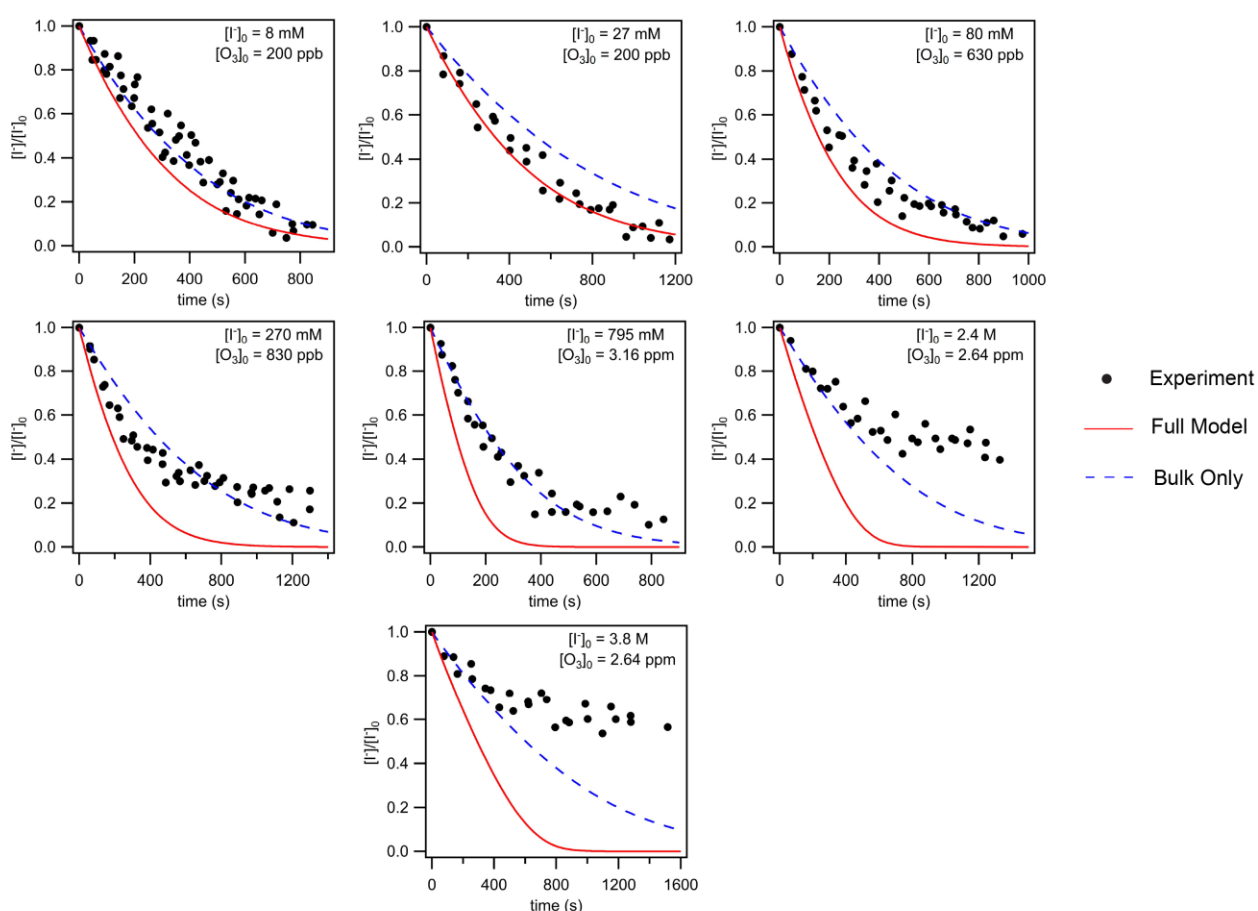 [I⁻]₀ = 8 mM
[O₃]₀ = 200 ppb
[I⁻]/[I⁻]₀
1.0
0.8
0.6
0.4
0.2
0.0
0 200 400 600 800
time (s)
[I⁻]₀ = 27 mM
[O₃]₀ = 200 ppb
[I⁻]/[I⁻]₀
1.0
0.8
0.6
0.4
0.2
0.0
0 400 800 1200
time (s)
[I⁻]₀ = 80 mM
[O₃]₀ = 630 ppb
[I⁻]/[I⁻]₀
1.0
0.8
0.6
0.4
0.2
0.0
0 200 400 600 800 1000
time (s)
[I⁻]₀ = 270 mM
[O₃]₀ = 830 ppb
[I⁻]/[I⁻]₀
1.0
0.8
0.6
0.4
0.2
0.0
0 400 800 1200
time (s)
[I⁻]₀ = 795 mM
[O₃]₀ = 3.16 ppm
[I⁻]/[I⁻]₀
1.0
0.8
0.6
0.4
0.2
0.0
0 200 400 600 800
time (s)
[I⁻]₀ = 2.4 M
[O₃]₀ = 2.64 ppm
[I⁻]/[I⁻]₀
1.0
0.8
0.6
0.4
0.2
0.0
0 400 800 1200
time (s)
Experiment
Full Model
Bulk Only
[I⁻]₀ = 3.8 M
[O₃]₀ = 2.64 ppm
[I⁻]/[I⁻]₀
1.0
0.8
0.6
0.4
0.2
0.0
0 400 800 1200 1600
time (s)